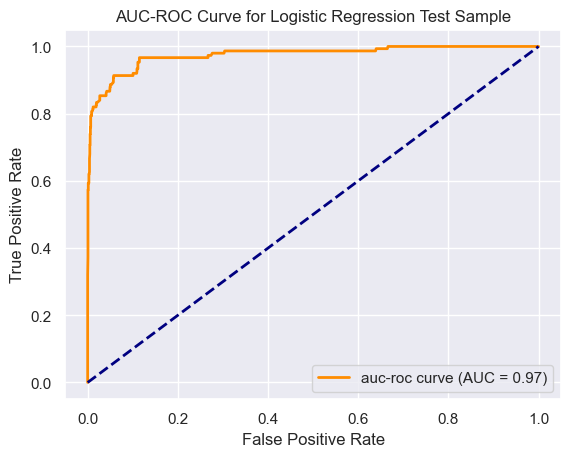 AUC-ROC Curve for Logistic Regression Test Sample
True Positive Rate
1.0
0.8
0.6
0.4
0.2
0.0
auc-roc curve (AUC = 0.97)
0.0 0.2 0.4 0.6 0.8 1.0
False Positive Rate